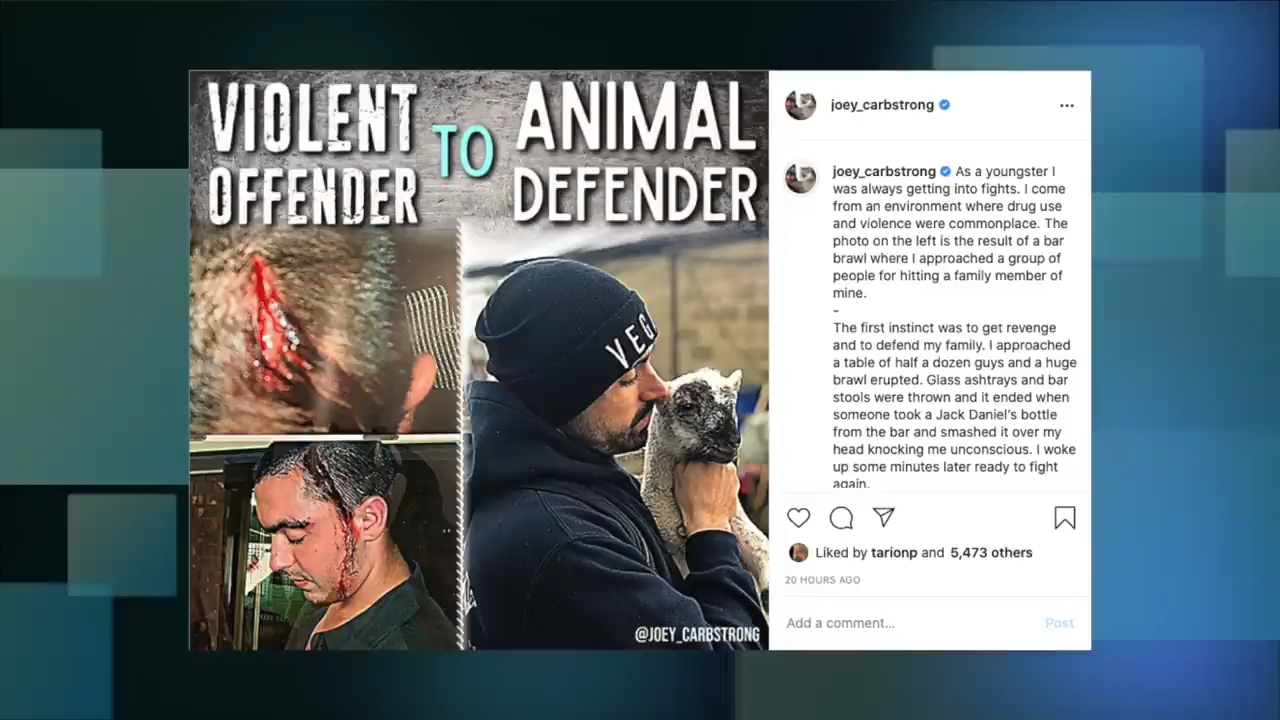 VIOLENT
OFFENDER
TO
ANIMAL
DEFENDER
VEG
@JOEY_CARBSTRONG
joey_carbstrong
joey_carbstrong As a youngster I
was always getting into fights. I come
from an environment where drug use
and violence were commonplace. The
photo on the left is the result of a bar
brawl where I approached a group of
people for hitting a family member of
mine.
-
The first instinct was to get revenge
and to defend my family. I approached
a table of half a dozen guys and a huge
brawl erupted. Glass ashtrays and bar
stools were thrown and it ended when
someone took a Jack Daniel's bottle
from the bar and smashed it over my
head knocking me unconscious. I woke
up some minutes later ready to fight
again.
Liked by tarionp and 5,473 others
20 HOURS AGO
Add a comment...
Post